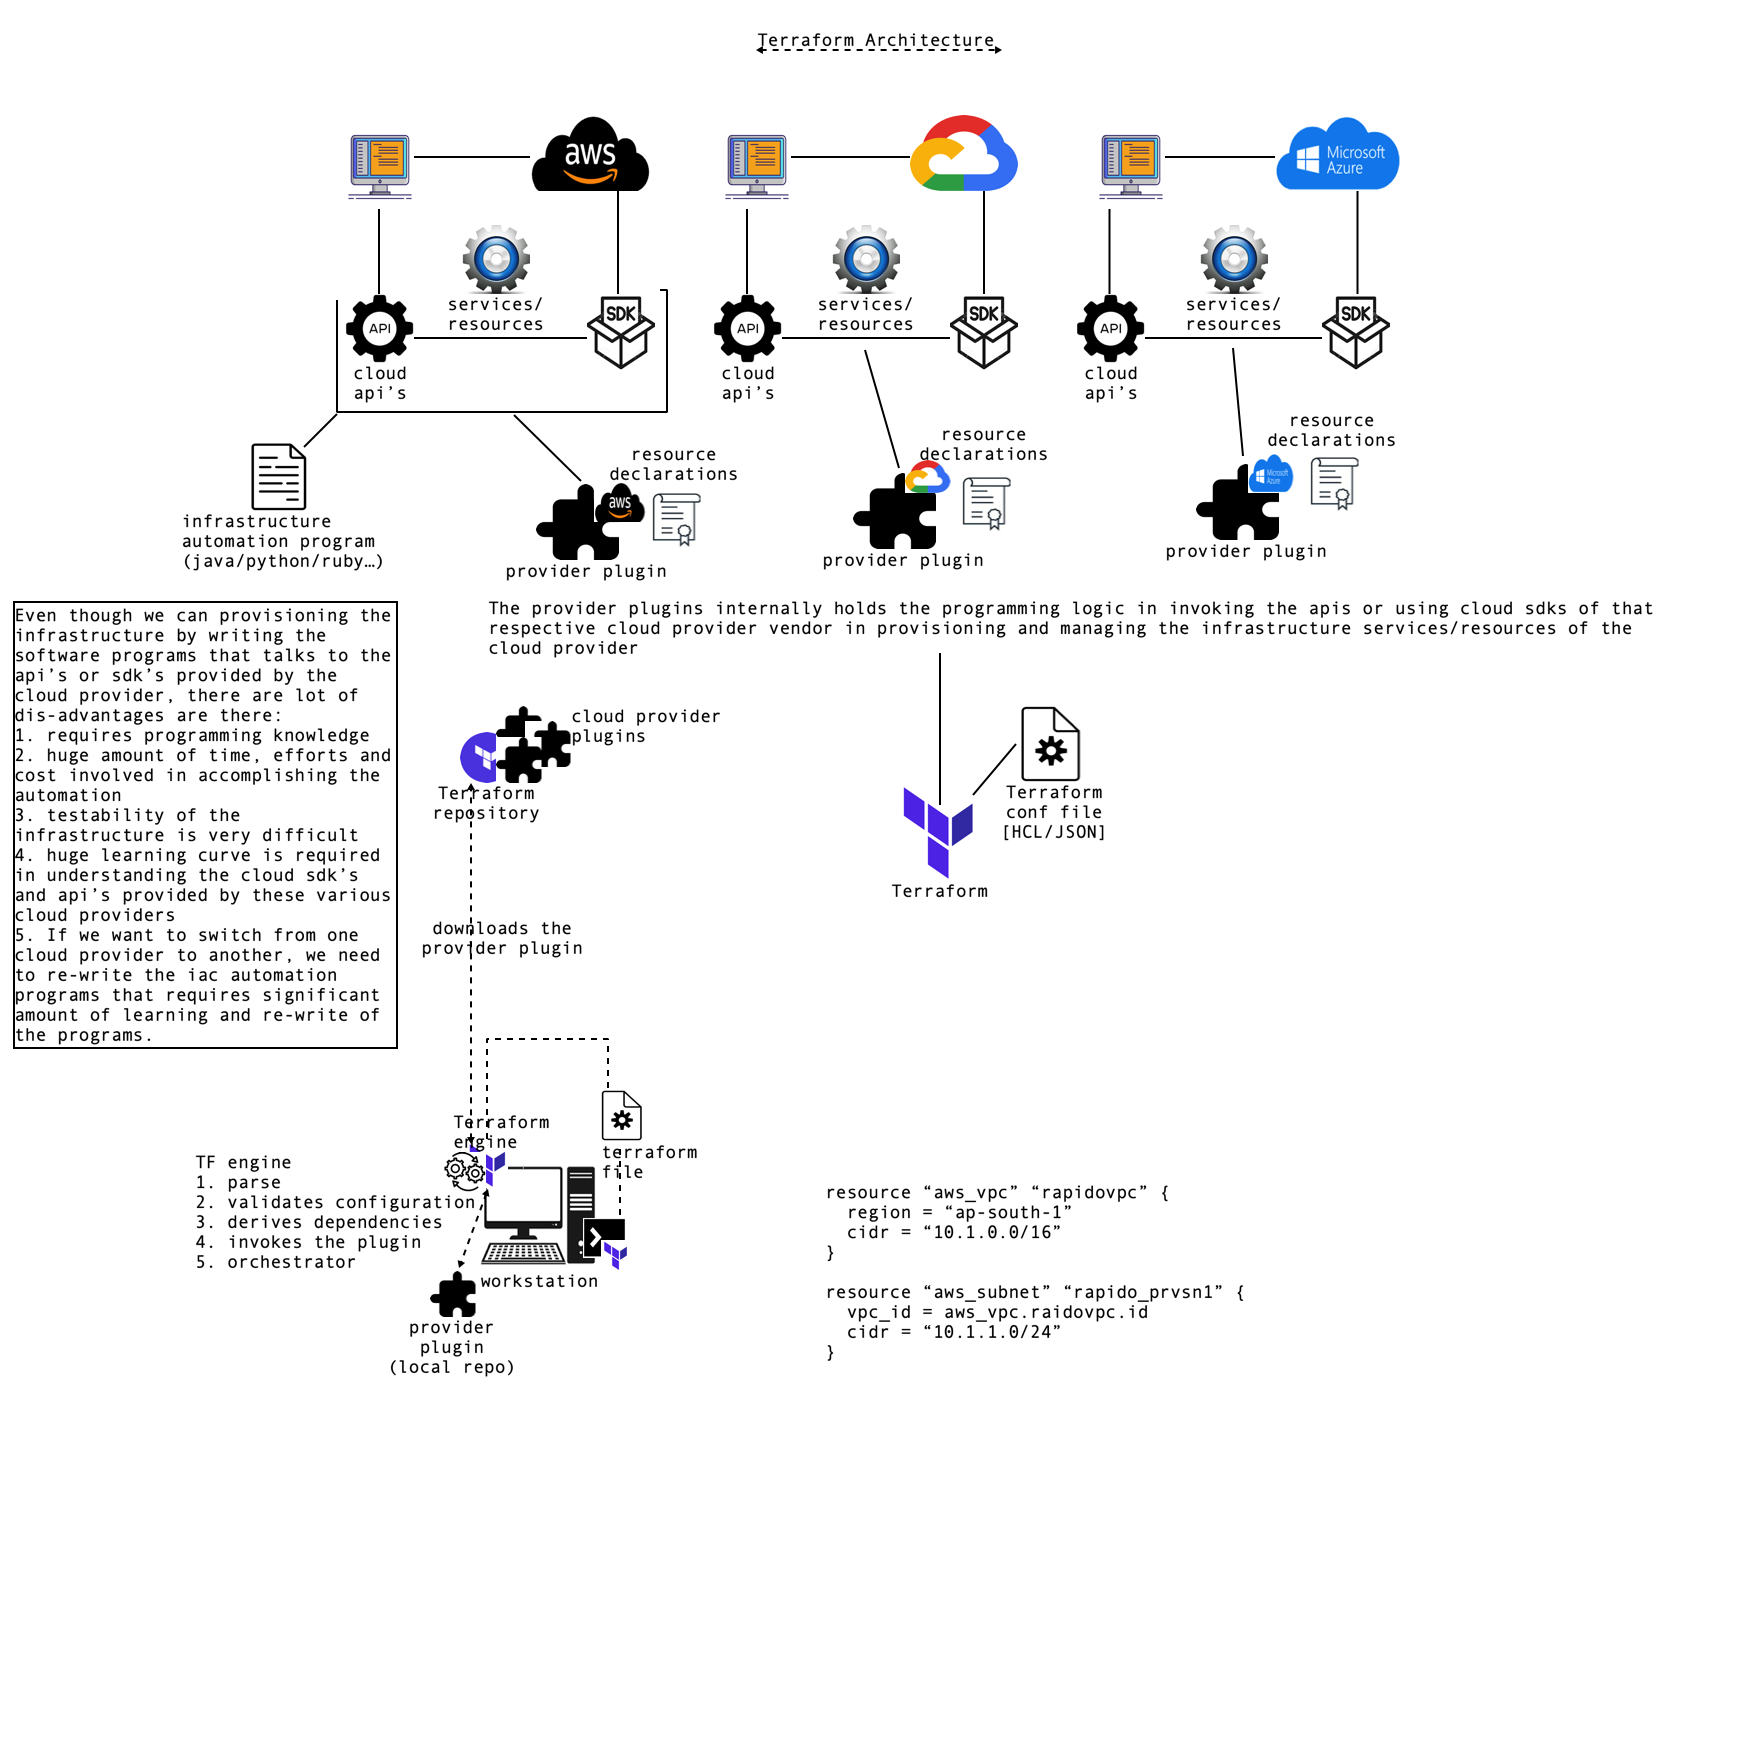 Terraform Architecture
aws
Microsoft
Azure
services/
resources
services/
resources
services/
resources
API
SDK
API
SDK
API
SDK
cloud
api’s
cloud
api’s
cloud
api’s
resource
declarations
resource
declarations
resource
declarations
aws
Microsoft
Azure
infrastructure
automation program
(java/python/ruby…)
provider plugin
provider plugin
provider plugin
Even though we can provisioning the
infrastructure by writing the
software programs that talks to the
api’s or sdk’s provided by the
cloud provider, there are lot of
dis-advantages are there:
1. requires programming knowledge
2. huge amount of time, efforts and
cost involved in accomplishing the
automation
3. testability of the
infrastructure is very difficult
4. huge learning curve is required
in understanding the cloud sdk’s
and api’s provided by these various
cloud providers
5. If we want to switch from one
cloud provider to another, we need
to re-write the iac automation
programs that requires significant
amount of learning and re-write of
the programs.
The provider plugins internally holds the programming logic in invoking the apis or using cloud sdks of that
respective cloud provider vendor in provisioning and managing the infrastructure services/resources of the
cloud provider
cloud provider
plugins
Terraform
repository
Terraform
conf file
[HCL/JSON]
Terraform
downloads the
provider plugin
Terraform
engine
terraform
file
TF engine
1. parse
2. validates configuration
3. derives dependencies
4. invokes the plugin
5. orchestrator
workstation
provider
plugin
(local repo)
resource “aws_vpc” “rapidovpc” {
region = “ap-south-1”
cidr = “10.1.0.0/16”
}
resource “aws_subnet” “rapido_prvsn1” {
vpc_id = aws_vpc.raidovpc.id
cidr = “10.1.1.0/24”
}